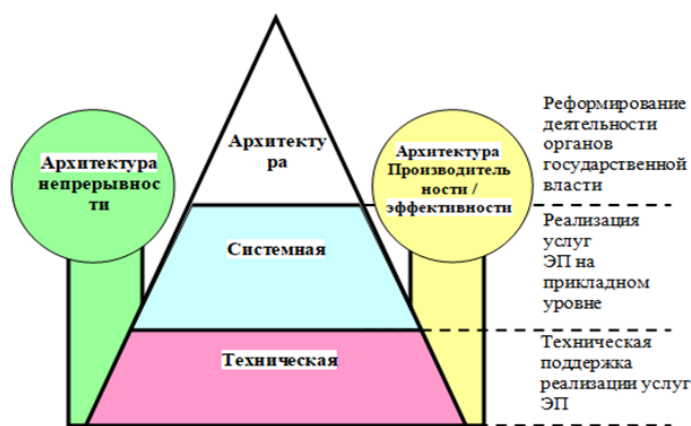 Архитектура
непрерывнос
ти
Архитекту
ра
Архитектура
Производитель
ности /
эффективности
Системная
Техническая
Реформирование
деятельности
органов
государственной
власти
Реализация
услуг
ЭП на
прикладном
уровне
Техническая
поддержка
реализации услуг
ЭП